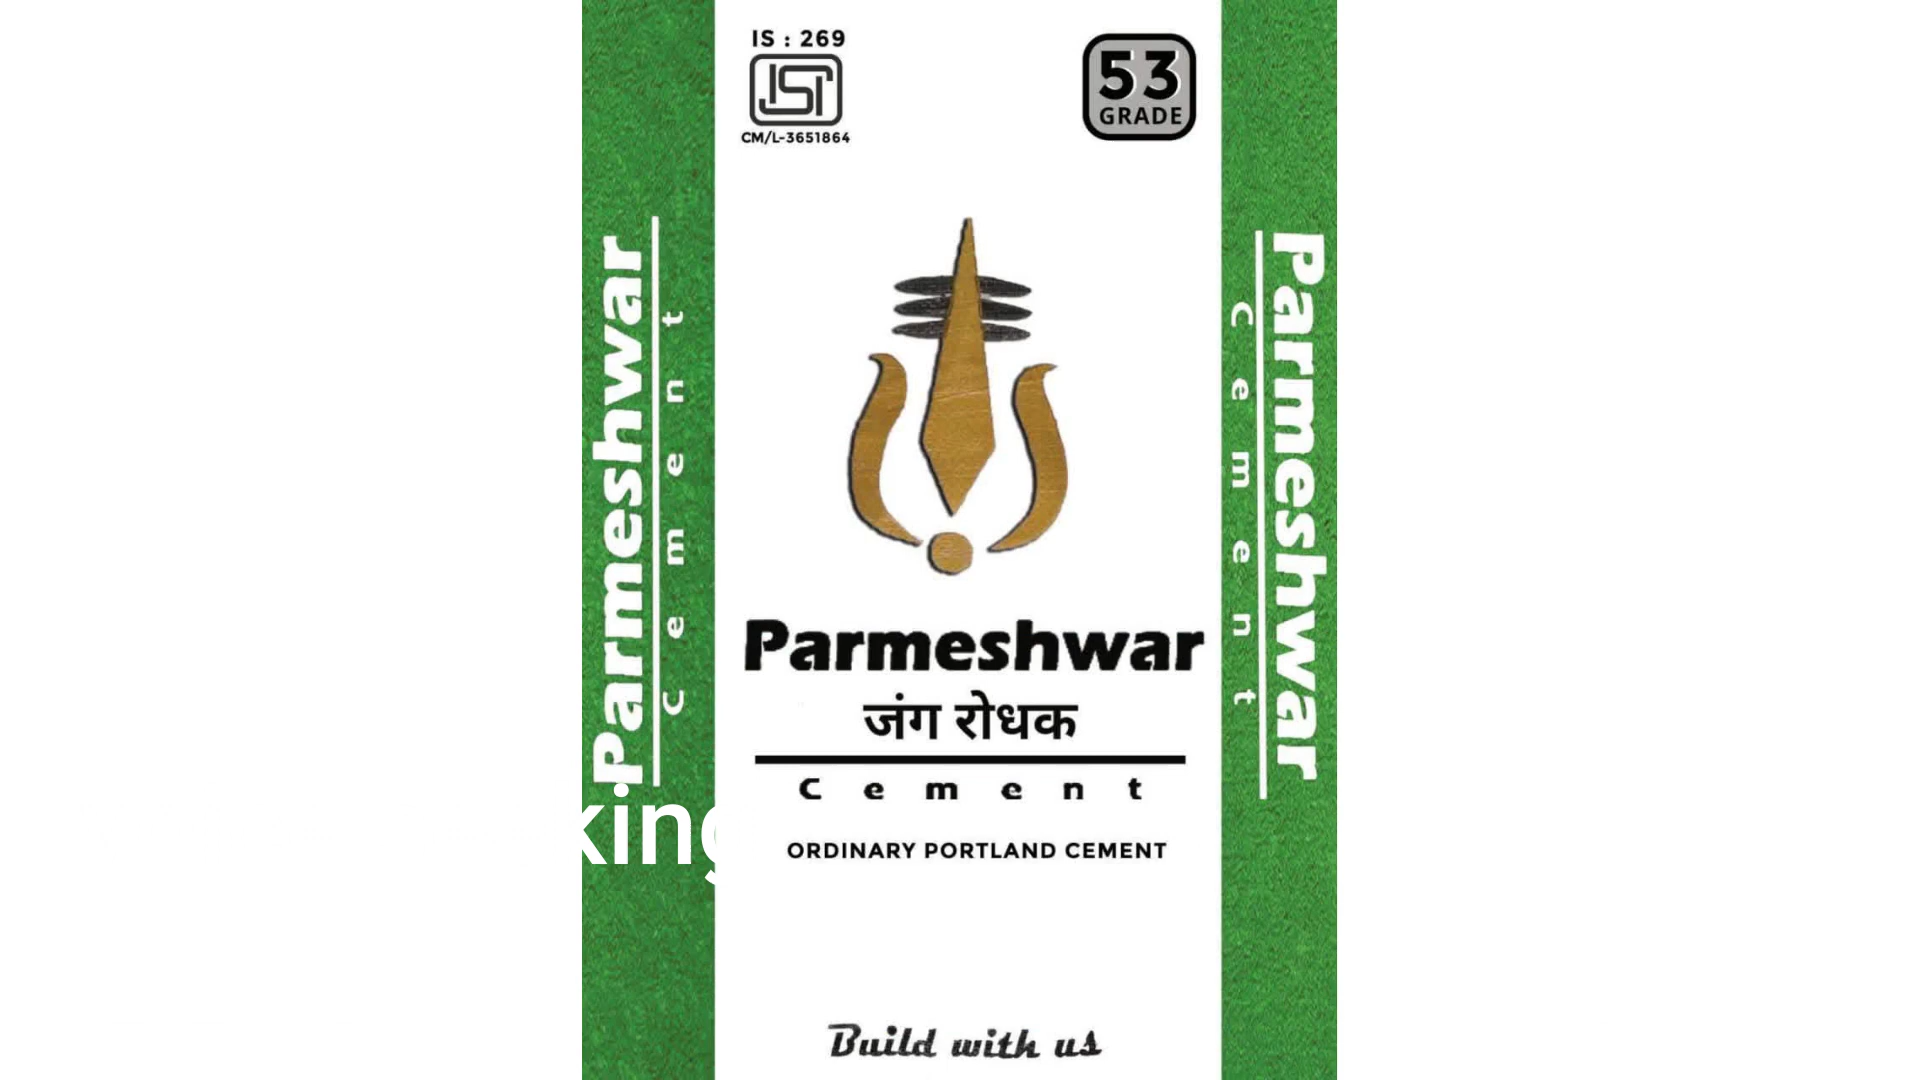 IS : 269
ISI
CM/L-3651864
53
GRADE
Parmeshwar
Cement
Parmeshwar
जंग रोधक
Cement
ORDINARY PORTLAND CEMENT
Build with us
Parmeshwar
Cement